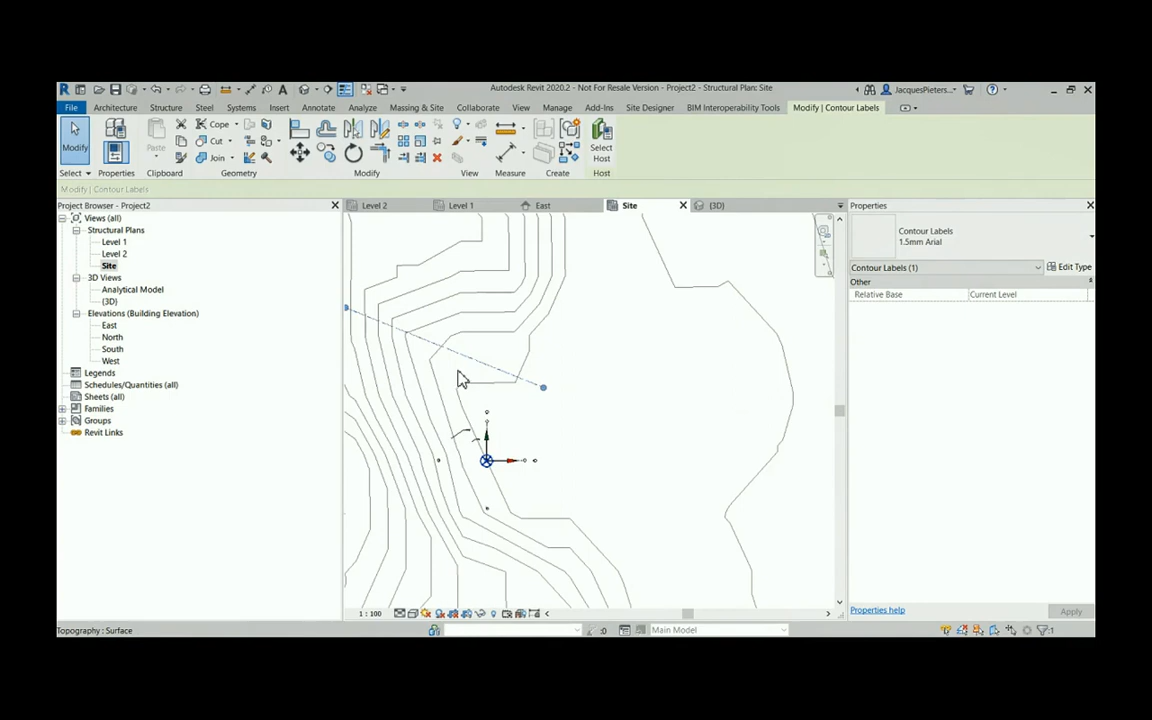 Autodesk Revit 2020.2 - Not For Resale Version - Project2 - Structural Plan: Site
JacquesPieters...
File Architecture Structure Steel Systems Insert Annotate Analyze Massing & Site Collaborate View Manage Add-Ins Site Designer BIM Interoperability Tools Modify | Contour Labels
Modify Paste Cope Cut Join Select Host
Select Properties Clipboard Geometry Modify View Measure Create Host
Modify | Contour Labels
Project Browser - Project2
Views (all)
Structural Plans
Level 1
Level 2
Site
3D Views
Analytical Model
{3D}
Elevations (Building Elevation)
East
North
South
West
Legends
Schedules/Quantities (all)
Sheets (all)
Families
Groups
Revit Links
Level 2 Level 1 East Site {3D}
Properties
Contour Labels
1.5mm Arial
Contour Labels (1) Edit Type
Other
Relative Base Current Level
Properties help Apply
1 : 100
Topography : Surface
:0 Main Model :1